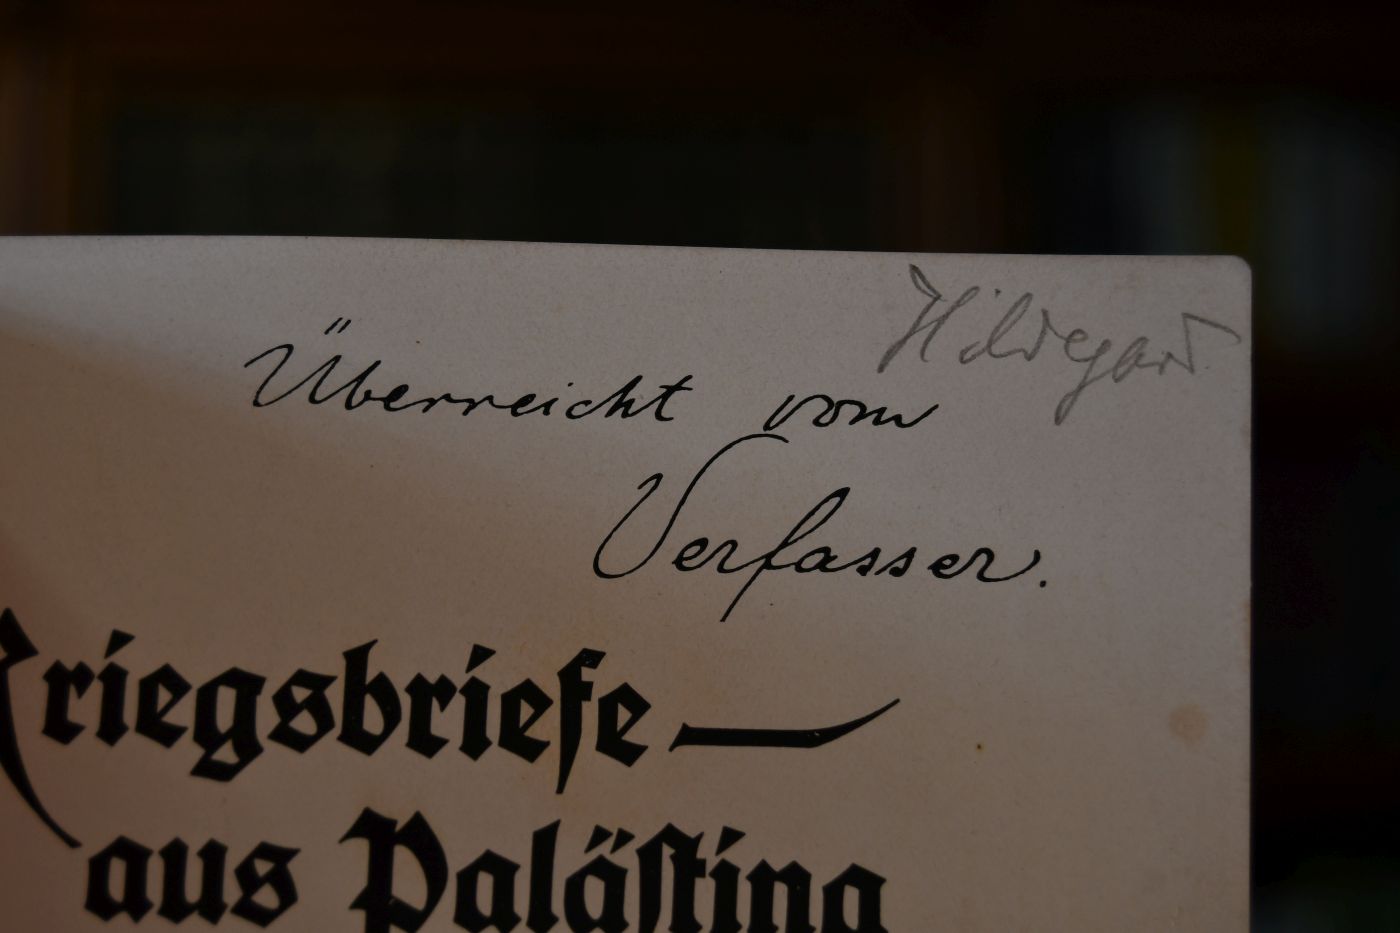 Hildegard
Überreicht vom
Verfasser.
Kriegsbriefe
aus Palästina